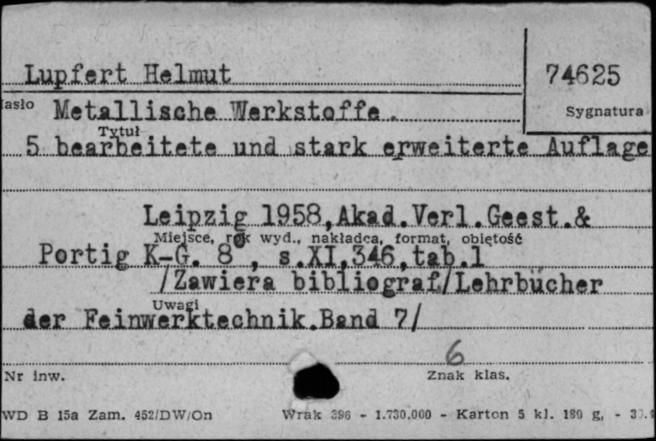 Lupfert Helmut 74625
asło Metallische Werkstoffe. Sygnatura
Tytuł
5 bearbeitete und stark erweiterte Auflage
Leipzig 1958,Akad.Verl.Geest.&
Miejsce, rok wyd., nakładca, format, objętość
Portig K-G. 8°, s.XI,346,tab.1
/Zawiera bibliograf/Lehrbücher
Uwagi
der Feinwerktechnik.Band 7/
6
Nr inw. Znak klas.
WD B 15a Zam. 452/DW/On Wrak 396 - 1.730.000 - Karton 5 kl. 180 g, -